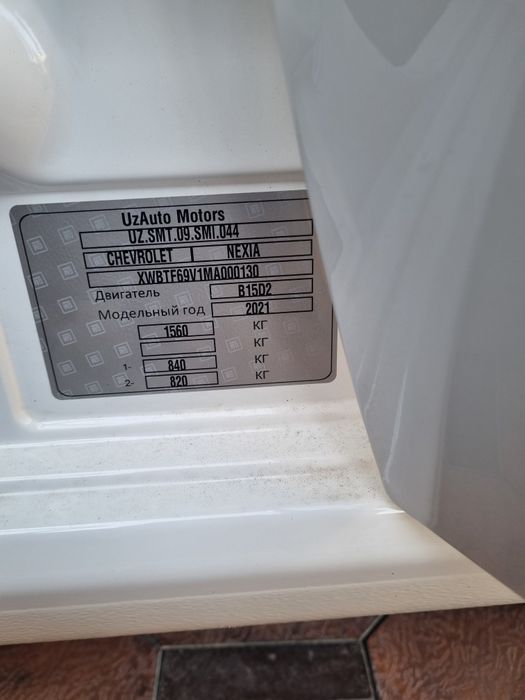 UzAuto Motors
UZ.SMT.09.SMI.044
CHEVROLET NEXIA
XWBTF69V1MA000130
Двигатель B15D2
Модельный год 2021
1560 КГ
КГ
1- 840 КГ
2- 820 КГ